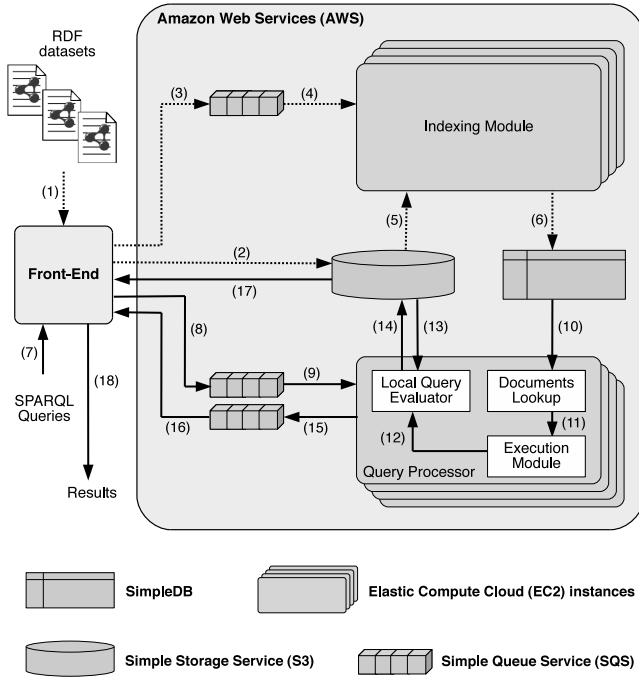 Amazon Web Services (AWS)
RDF
datasets
(3)
(4)
Indexing Module
(1)
(5)
(6)
(2)
Front-End
(17)
(8)
(14)
(13)
(10)
(7)
(18)
(9)
Local Query
Evaluator
Documents
Lookup
SPARQL
Queries
(16)
(15)
(12)
(11)
Execution
Module
Query Processor
Results
SimpleDB
Elastic Compute Cloud (EC2) instances
Simple Storage Service (S3)
Simple Queue Service (SQS)